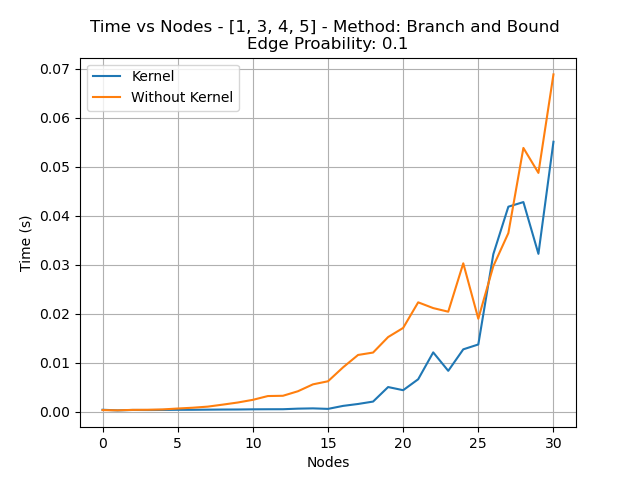 Time vs Nodes - [1, 3, 4, 5] - Method: Branch and Bound
Edge Proability: 0.1
Kernel
Without Kernel
Time (s)
0.07
0.06
0.05
0.04
0.03
0.02
0.01
0.00
0 5 10 15 20 25 30
Nodes